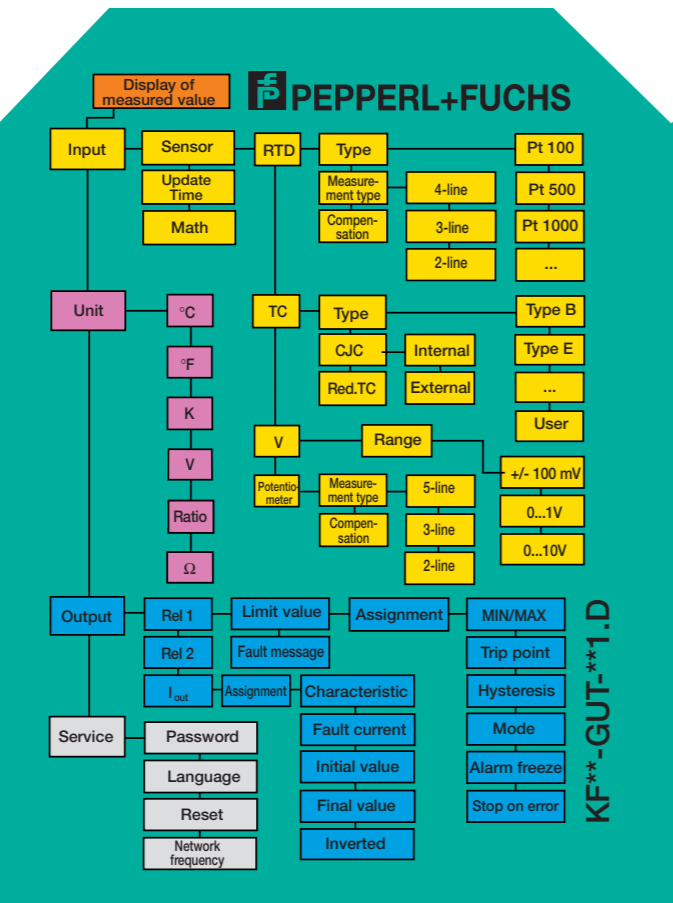 Display of
measured value
PEPPERL+FUCHS
Input
Sensor
RTD
Type
Pt 100
Update
Time
Measure-
ment type
4-line
Pt 500
Math
Compen-
sation
3-line
Pt 1000
2-line
...
Unit
°C
TC
Type
Type B
°F
CJC
Internal
Type E
K
Red.TC
External
...
User
V
V
Range
+/- 100 mV
Ratio
Potentio-
meter
Measure-
ment type
5-line
0...1V
Compen-
sation
3-line
0...10V
Ω
2-line
Output
Rel 1
Limit value
Assignment
MIN/MAX
Rel 2
Fault message
Trip point
I out
Assignment
Characteristic
Hysteresis
Service
Password
Fault current
Mode
Language
Initial value
Alarm freeze
Reset
Final value
Stop on error
Network
frequency
Inverted
KF**-GUT-**1.D